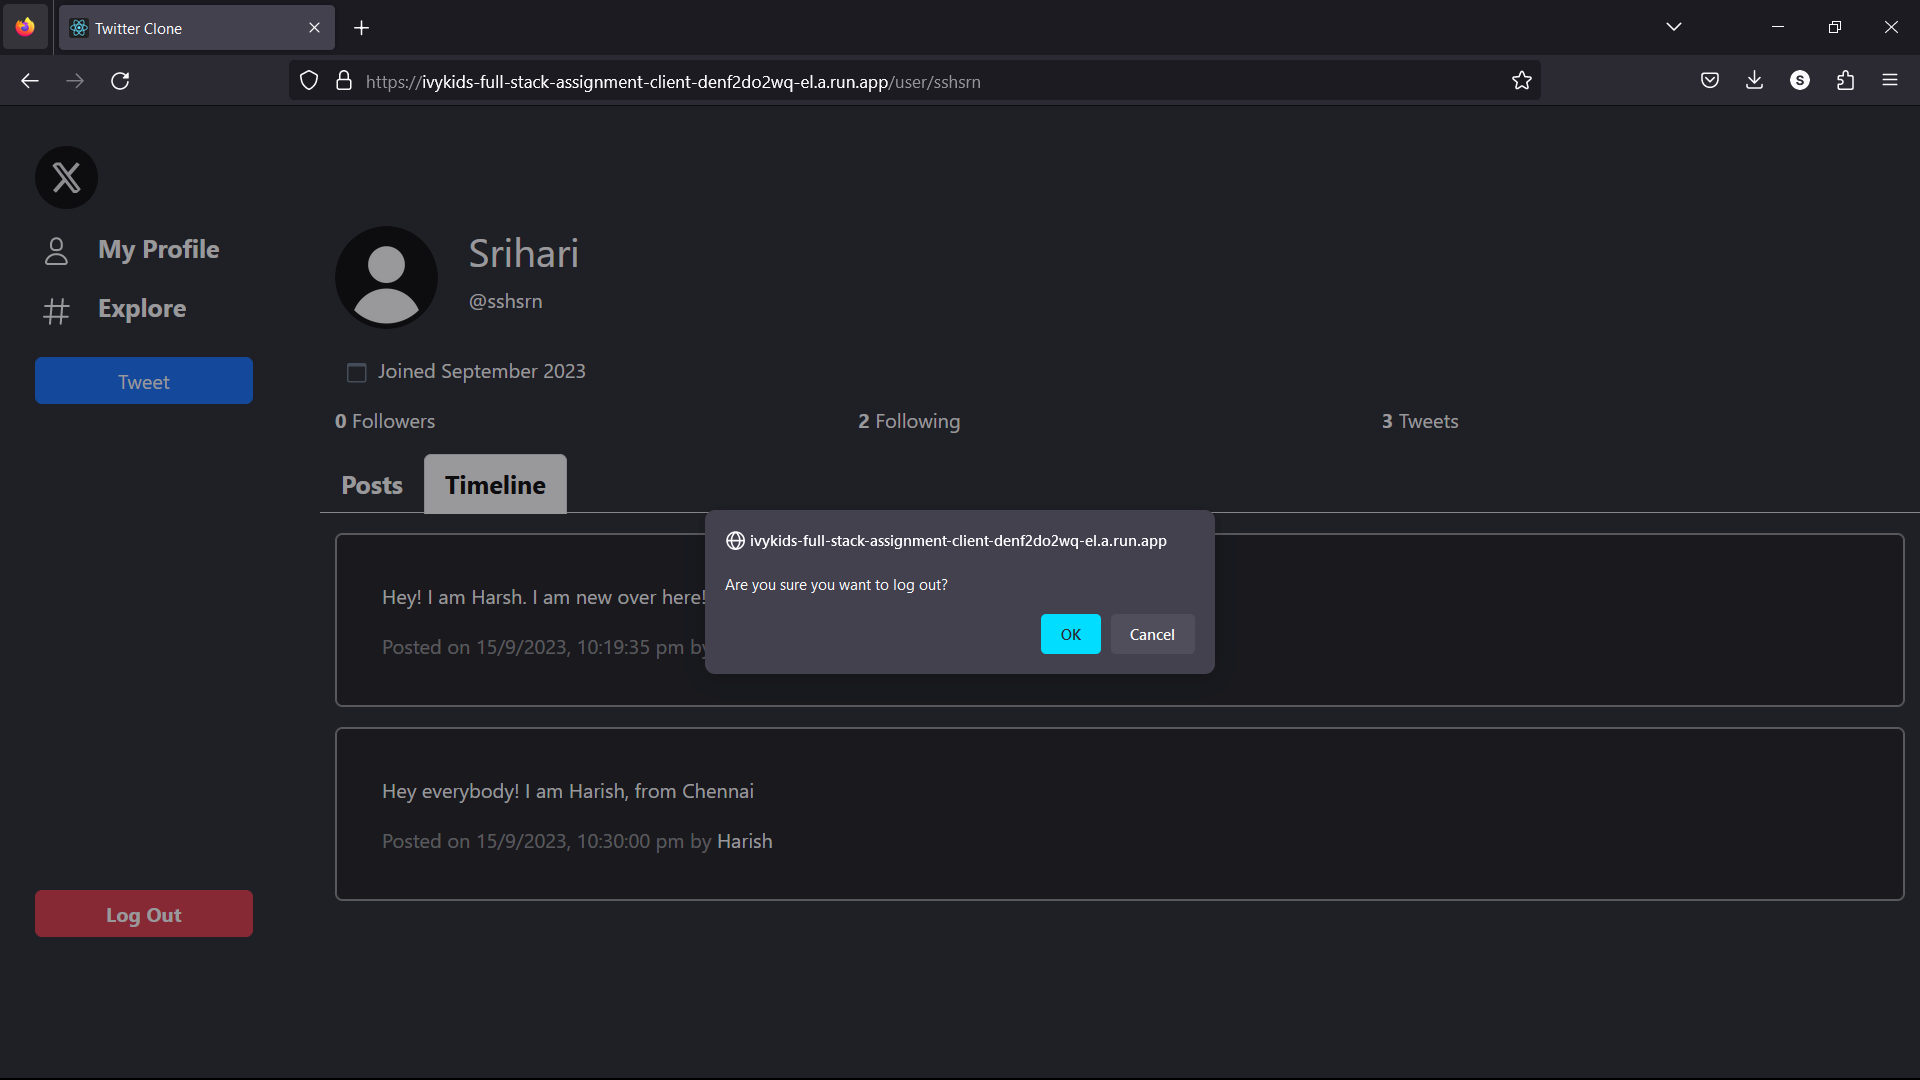 Twitter Clone
https://ivykids-full-stack-assignment-client-denf2do2wq-el.a.run.app/user/sshsrn
S
My Profile
Explore
Tweet
Log Out
Srihari
@sshsrn
Joined September 2023
0 Followers
2 Following
3 Tweets
Posts
Timeline
ivykids-full-stack-assignment-client-denf2do2wq-el.a.run.app
Are you sure you want to log out?
OK
Cancel
Hey! I am Harsh. I am new over here!
Posted on 15/9/2023, 10:19:35 pm by
Hey everybody! I am Harish, from Chennai
Posted on 15/9/2023, 10:30:00 pm by Harish